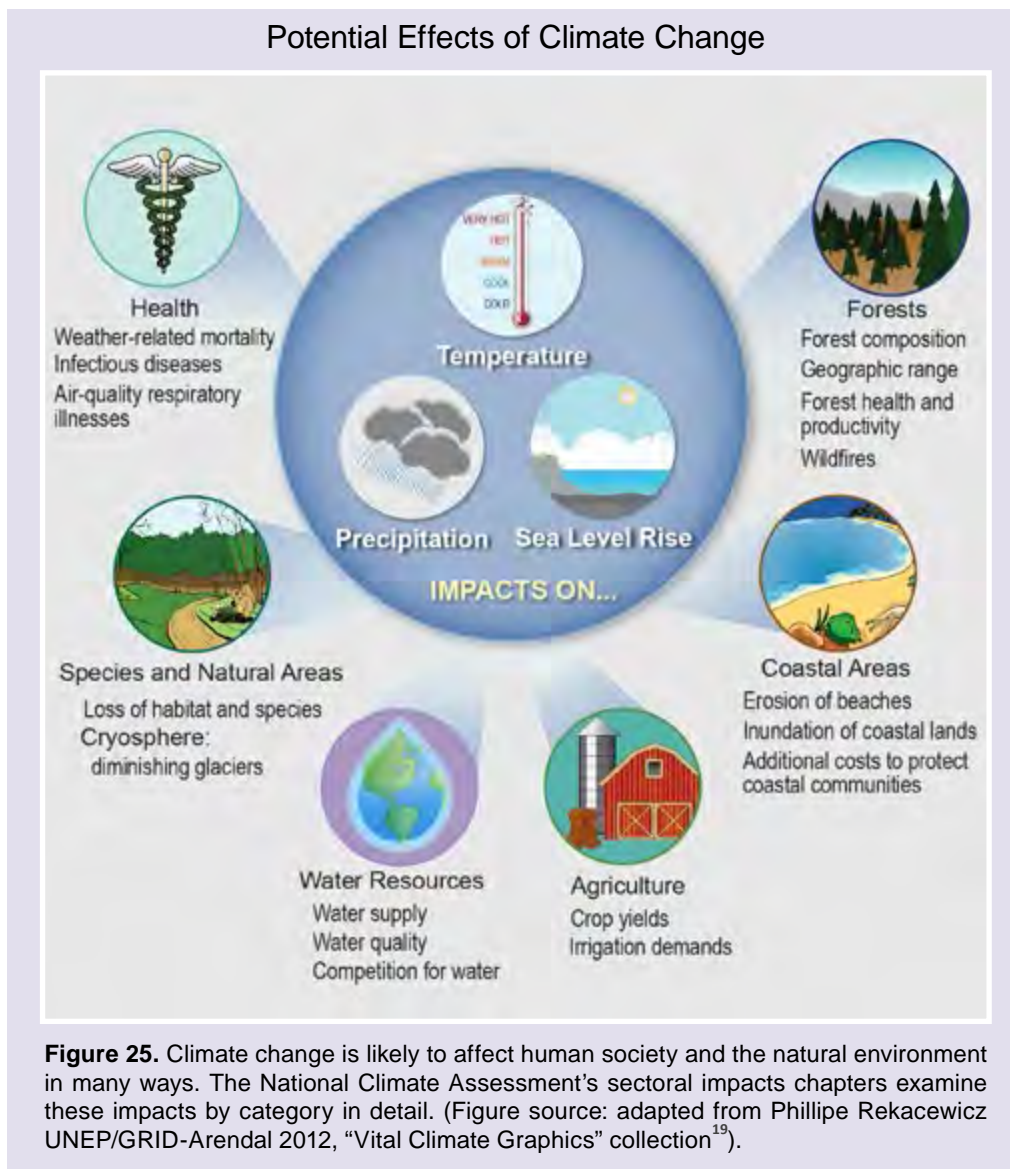 Potential Effects of Climate Change
VERY HOT
HOT
WARM
COOL
COLD
Temperature
Precipitation
Sea Level Rise
IMPACTS ON...
Health
Weather-related mortality
Infectious diseases
Air-quality respiratory
illnesses
Forests
Forest composition
Geographic range
Forest health and
productivity
Wildfires
Species and Natural Areas
Loss of habitat and species
Cryosphere:
diminishing glaciers
Coastal Areas
Erosion of beaches
Inundation of coastal lands
Additional costs to protect
coastal communities
Water Resources
Water supply
Water quality
Competition for water
Agriculture
Crop yields
Irrigation demands
Figure 25. Climate change is likely to affect human society and the natural environment
in many ways. The National Climate Assessment’s sectoral impacts chapters examine
these impacts by category in detail. (Figure source: adapted from Phillipe Rekacewicz
UNEP/GRID-Arendal 2012, “Vital Climate Graphics” collection19).